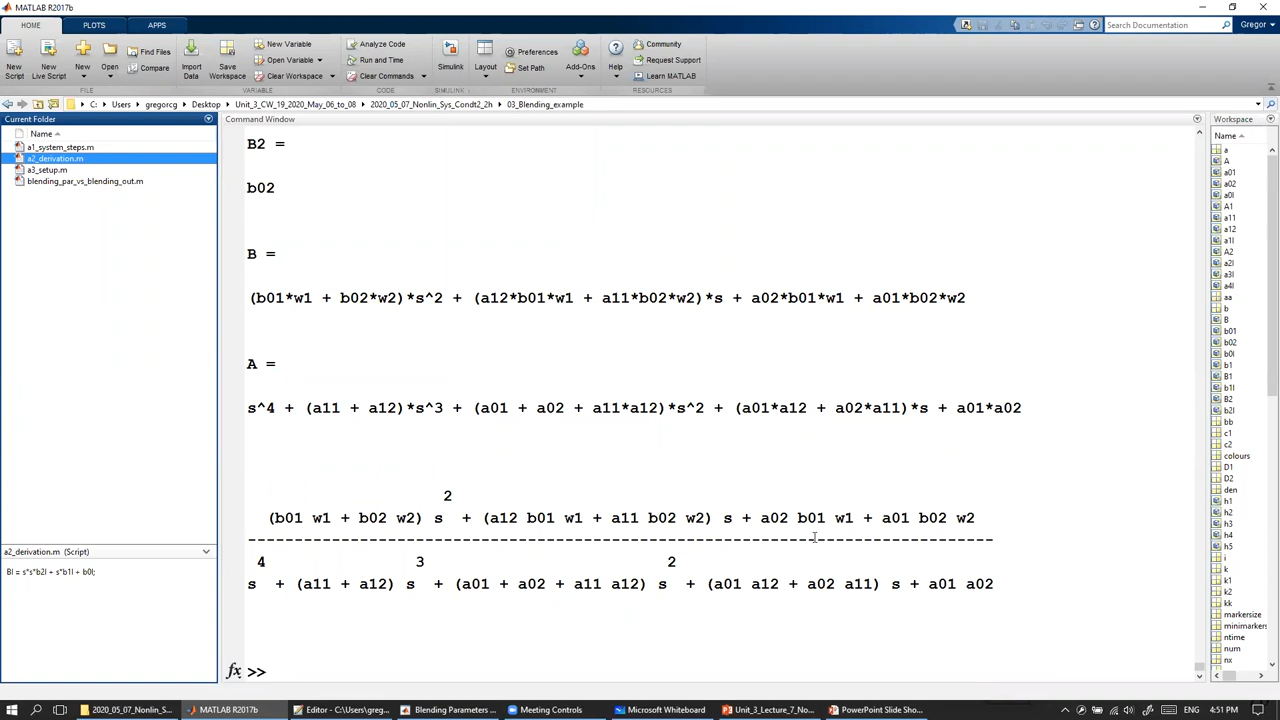 MATLAB R2017b
HOME PLOTS APPS
Search Documentation Gregor
New Script
New Live Script
New
Open
Find Files
Compare
Import Data
Save Workspace
New Variable
Open Variable
Clear Workspace
Analyze Code
Run and Time
Clear Commands
Simulink
Layout
Preferences
Set Path
Add-Ons
Help
Community
Request Support
Learn MATLAB
FILE VARIABLE CODE SIMULINK ENVIRONMENT RESOURCES
C: Users gregorcg Desktop Unit_3_CW_19_2020_May_06_to_08 2020_05_07_Nonlin_Sys_Condt2_2h 03_Blending_example
Current Folder
Name
a1_system_steps.m
a2_derivation.m
a3_setup.m
blending_par_vs_blending_out.m
a2_derivation.m (Script)
Bl = s*s*b2l + s*b1l + b0l;
Command Window
B2 =
b02
B =
(b01*w1 + b02*w2)*s^2 + (a12*b01*w1 + a11*b02*w2)*s + a02*b01*w1 + a01*b02*w2
A =
s^4 + (a11 + a12)*s^3 + (a01 + a02 + a11*a12)*s^2 + (a01*a12 + a02*a11)*s + a01*a02
2
(b01 w1 + b02 w2) s + (a12 b01 w1 + a11 b02 w2) s + a02 b01 w1 + a01 b02 w2
--------------------------------------------------------------------------------
4 3 2
s + (a11 + a12) s + (a01 + a02 + a11 a12) s + (a01 a12 + a02 a11) s + a01 a02
fx >>
Workspace
Name
a
A
a01
a02
a0l
A1
a11
a12
a1l
A2
a2l
a3l
a4l
aa
b
B
b01
b02
b0l
b1
B1
b1l
B2
b2l
bb
c1
c2
colours
D1
D2
den
h1
h2
h3
h4
h5
i
k
k1
k2
kk
markersize
minimarkers
ntime
num
nx
2020_05_07_Nonlin_S...
MATLAB R2017b
Editor - C:\Users\greg...
Blending Parameters ...
Meeting Controls
Microsoft Whiteboard
Unit_3_Lecture_7_No...
PowerPoint Slide Sho...
ENG 4:51 PM